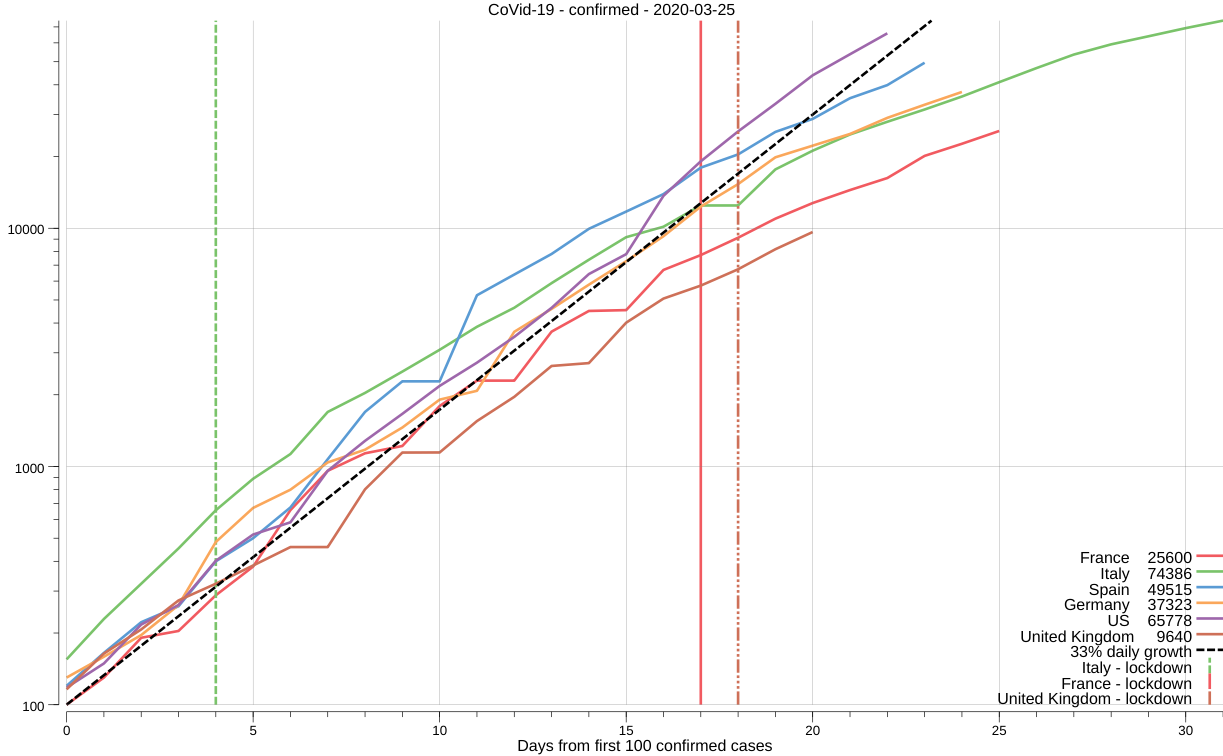 CoVid-19 - confirmed - 2020-03-25
10000
1000
100
France 25600
Italy 74386
Spain 49515
Germany 37323
US 65778
United Kingdom 9640
33% daily growth
Italy - lockdown
France - lockdown
United Kingdom - lockdown
0 5 10 15 20 25 30
Days from first 100 confirmed cases